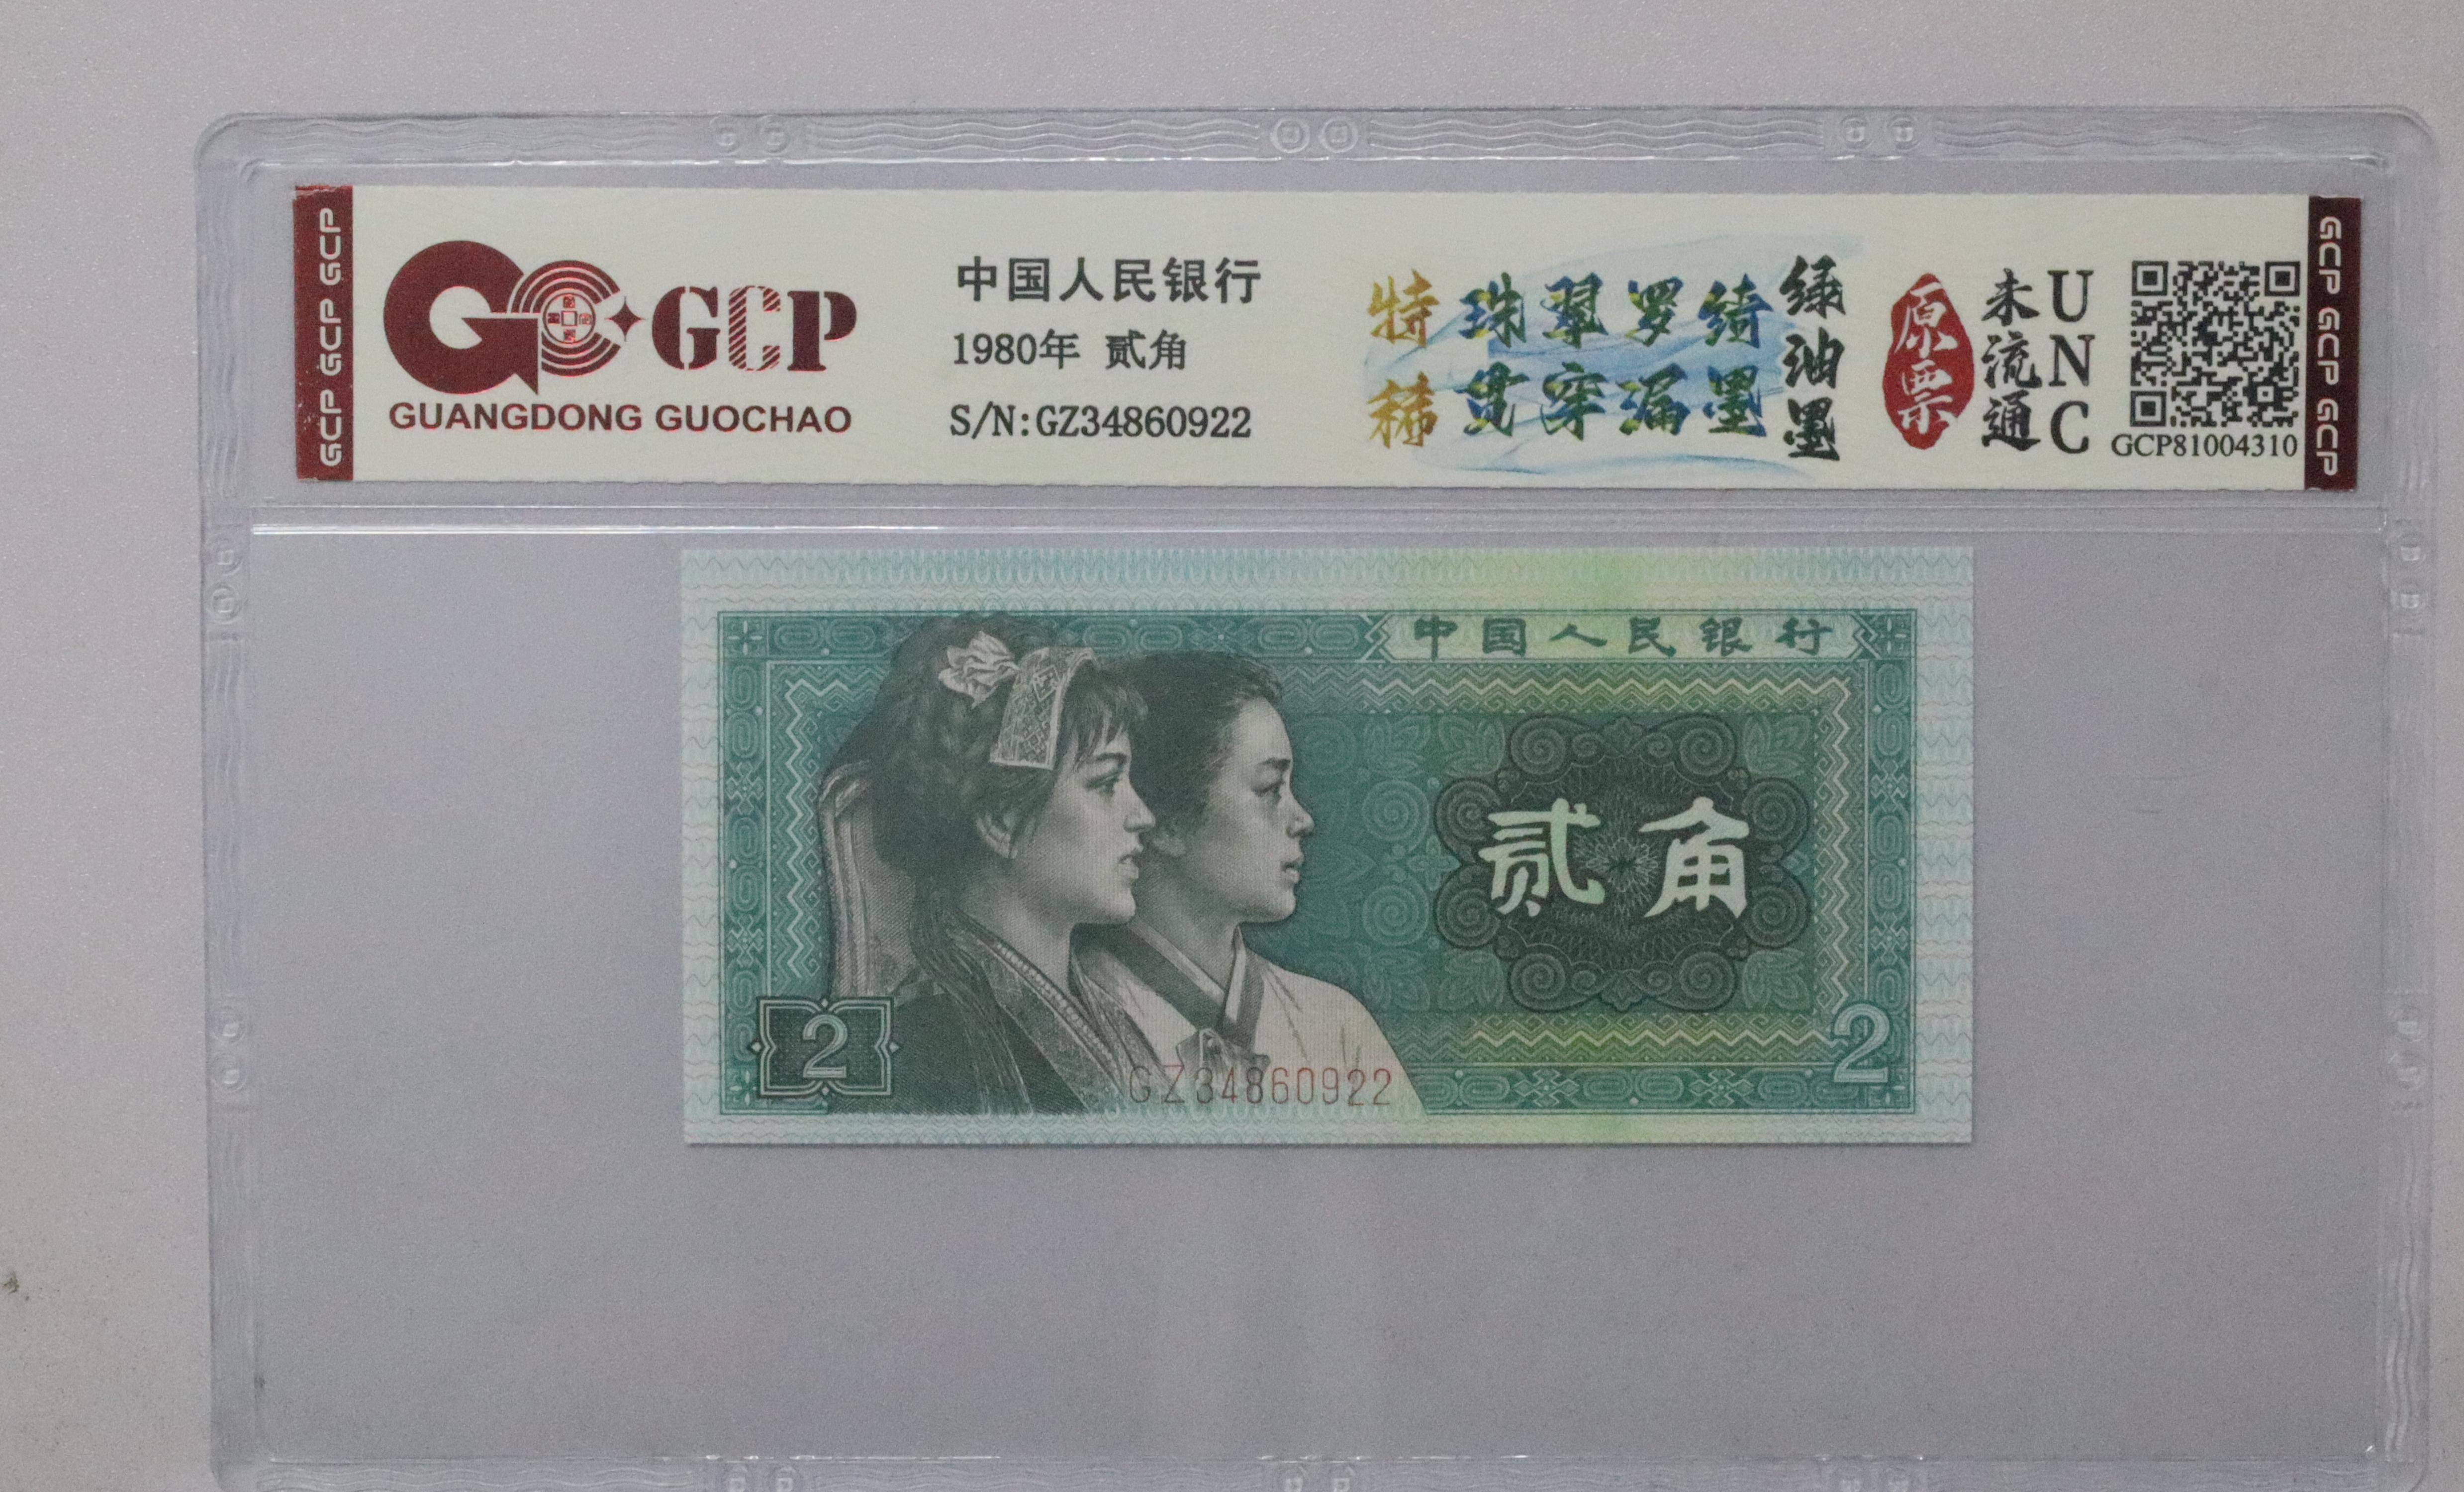 GCP GCP GCP
GCP
GUANGDONG GUOCHAO
中国人民银行
1980年 贰角
S/N:GZ34860922
特稀
珠翠罗绮
贯穿漏墨
绿油墨
原票
未流通
UNC
GCP81004310
GCP GCP GCP
中国人民银行
贰角
2
2
GZ34860922